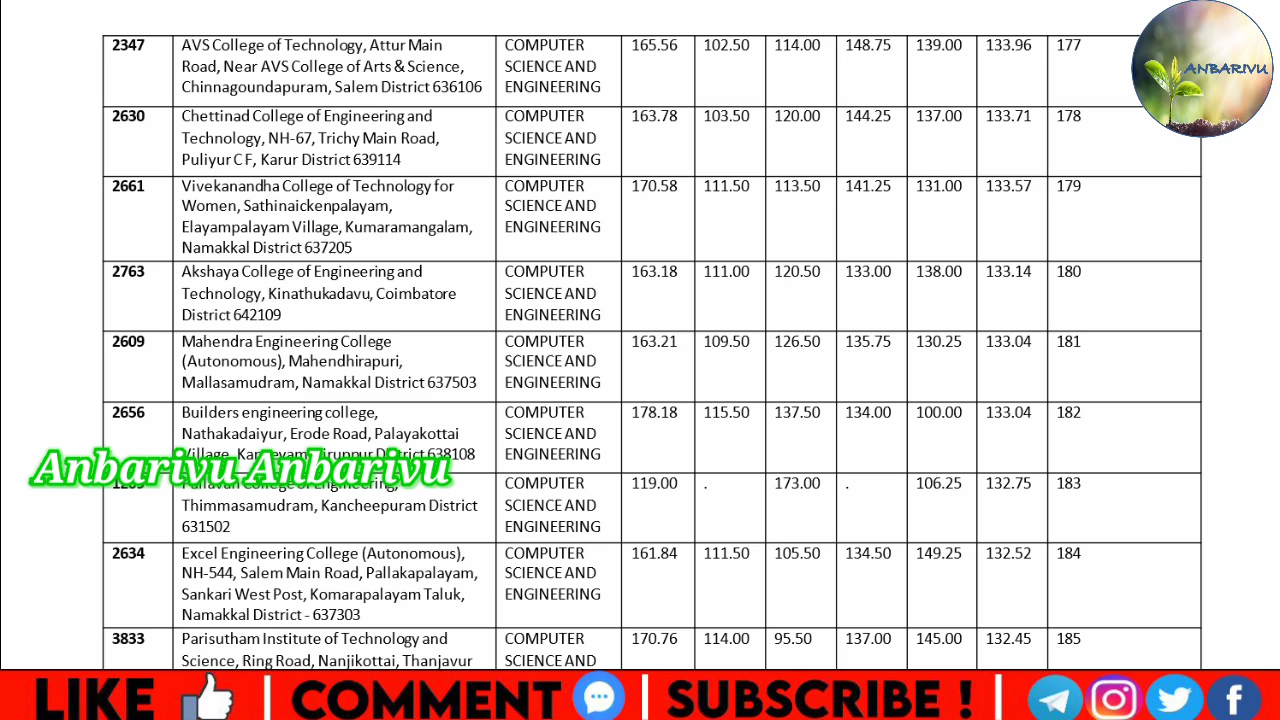 2347 AVS College of Technology, Attur Main COMPUTER 165.56 102.50 114.00 148.75 139.00 133.96 177
Road, Near AVS College of Arts & Science, SCIENCE AND
Chinnagoundapuram, Salem District 636106 ENGINEERING
ANBARIVU
2630 Chettinad College of Engineering and COMPUTER 163.78 103.50 120.00 144.25 137.00 133.71 178
Technology, NH-67, Trichy Main Road, SCIENCE AND
Puliyur C F, Karur District 639114 ENGINEERING
2661 Vivekanandha College of Technology for COMPUTER 170.58 111.50 113.50 141.25 131.00 133.57 179
Women, Sathinaickenpalayam, SCIENCE AND
Elayampalayam Village, Kumaramangalam, ENGINEERING
Namakkal District 637205
2763 Akshaya College of Engineering and COMPUTER 163.18 111.00 120.50 133.00 138.00 133.14 180
Technology, Kinathukadavu, Coimbatore SCIENCE AND
District 642109 ENGINEERING
2609 Mahendra Engineering College COMPUTER 163.21 109.50 126.50 135.75 130.25 133.04 181
(Autonomous), Mahendhirapuri, SCIENCE AND
Mallasamudram, Namakkal District 637503 ENGINEERING
2656 Builders engineering college, COMPUTER 178.18 115.50 137.50 134.00 100.00 133.04 182
Nathakadaiyur, Erode Road, Palayakottai SCIENCE AND
638108 ENGINEERING
Anbarivu Anbarivu
College of Engineering, COMPUTER 119.00 . 173.00 . 106.25 132.75 183
Thimmasamudram, Kancheepuram District SCIENCE AND
631502 ENGINEERING
2634 Excel Engineering College (Autonomous), COMPUTER 161.84 111.50 105.50 134.50 149.25 132.52 184
NH-544, Salem Main Road, Pallakapalayam, SCIENCE AND
Sankari West Post, Komarapalayam Taluk, ENGINEERING
Namakkal District - 637303
3833 Parisutham Institute of Technology and COMPUTER 170.76 114.00 95.50 137.00 145.00 132.45 185
Science, Ring Road, Nanjikottai, Thanjavur SCIENCE AND
LIKE COMMENT SUBSCRIBE !